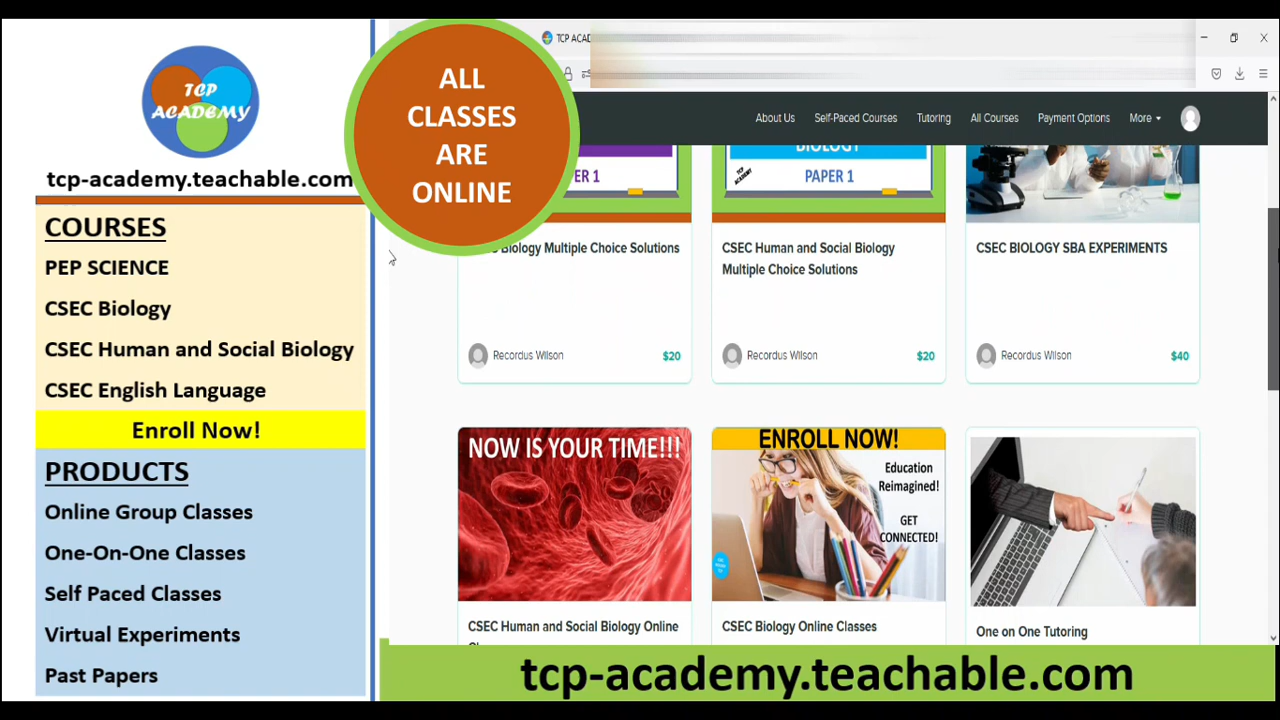 TCP
ACADEMY
tcp-academy.teachable.com
COURSES
PEP SCIENCE
CSEC Biology
CSEC Human and Social Biology
CSEC English Language
Enroll Now!
PRODUCTS
Online Group Classes
One-On-One Classes
Self Paced Classes
Virtual Experiments
Past Papers
ALL
CLASSES
ARE
ONLINE
TCP ACAD
About Us Self-Paced Courses Tutoring All Courses Payment Options More
ER 1
BIOLOGY
PAPER 1
TCP
ACADEMY
Biology Multiple Choice Solutions
CSEC Human and Social Biology
Multiple Choice Solutions
CSEC BIOLOGY SBA EXPERIMENTS
Recordus Wilson $20
Recordus Wilson $20
Recordus Wilson $40
NOW IS YOUR TIME!!!
ENROLL NOW!
Education
Reimagined!
GET
CONNECTED!
CSEC Human and Social Biology Online
CSEC Biology Online Classes
One on One Tutoring
tcp-academy.teachable.com